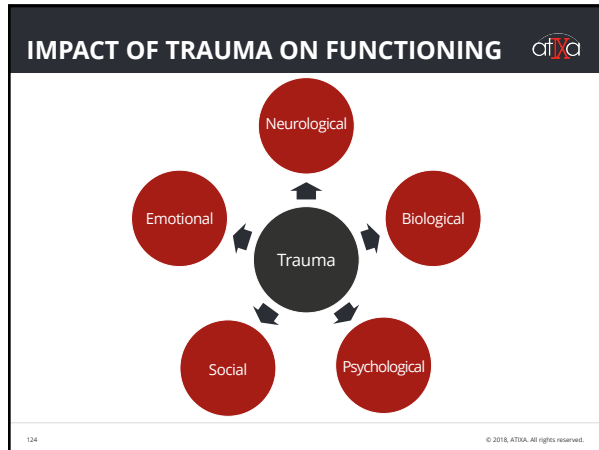 IMPACT OF TRAUMA ON FUNCTIONING
atIXa
Neurological
Emotional
Biological
Trauma
Social
Psychological
124
© 2018, ATIXA. All rights reserved.